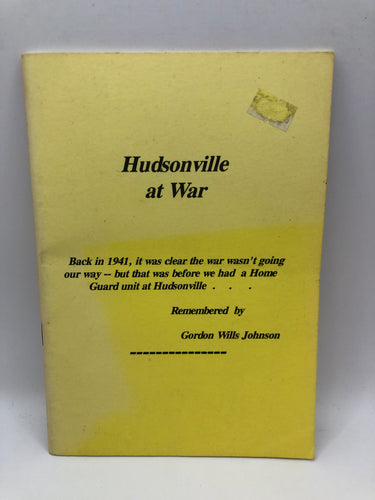 Hudsonville
at War
Back in 1941, it was clear the war wasn't going
our way -- but that was before we had a Home
Guard unit at Hudsonville . . . .
Remembered by
Gordon Wills Johnson